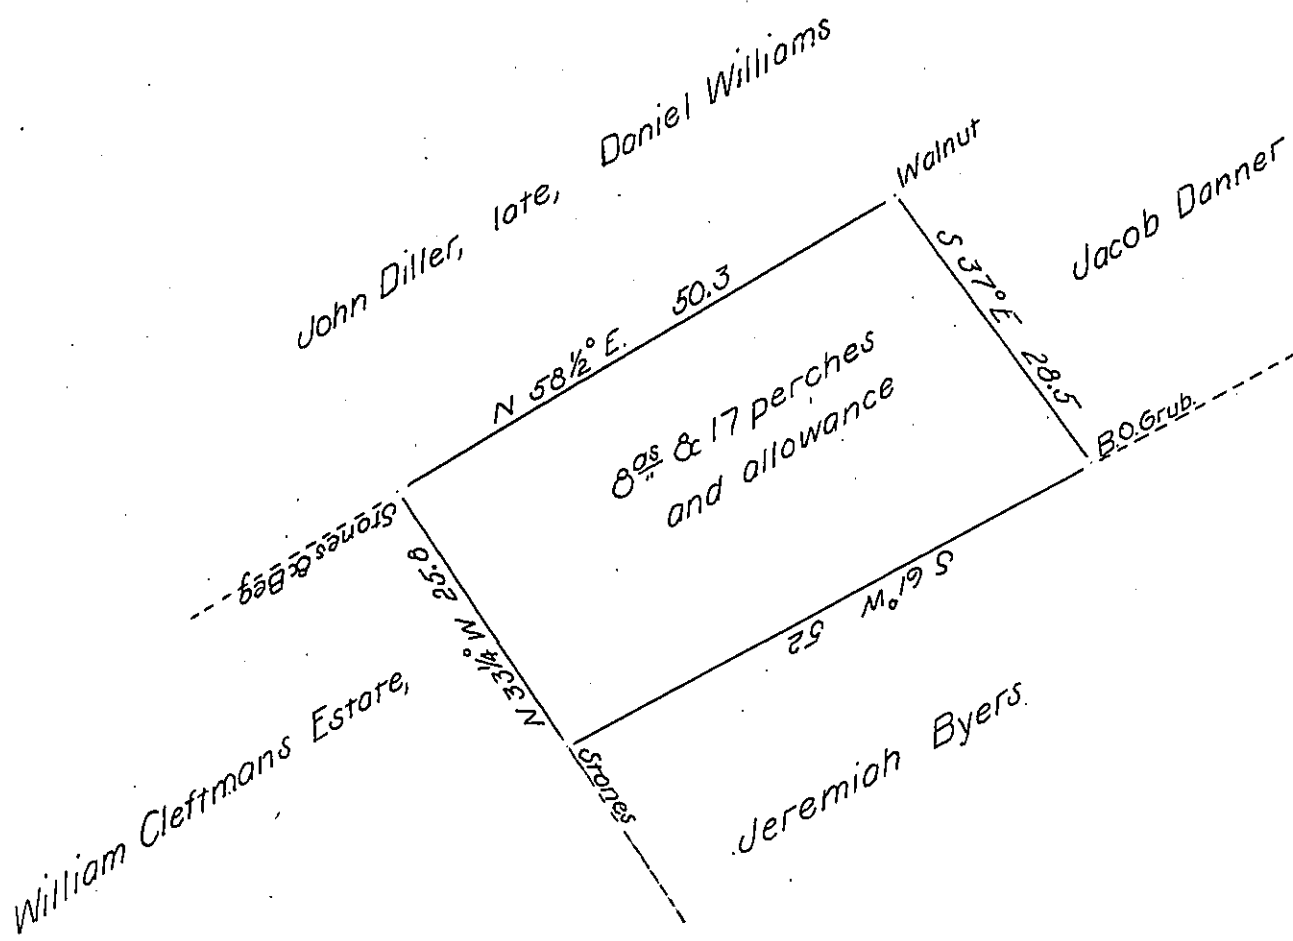 John Diller, late, Daniel Williams
Walnut
Jacob Danner
N 58½° E. 50.3
S 37° E 28.5
8as & 17 perches
and allowance
B.O.Grub.
Stones & Beg
N 33¼° W 25.8
S 61° W 52
Stones
William Cleftmans Estate,
Jeremiah Byers.